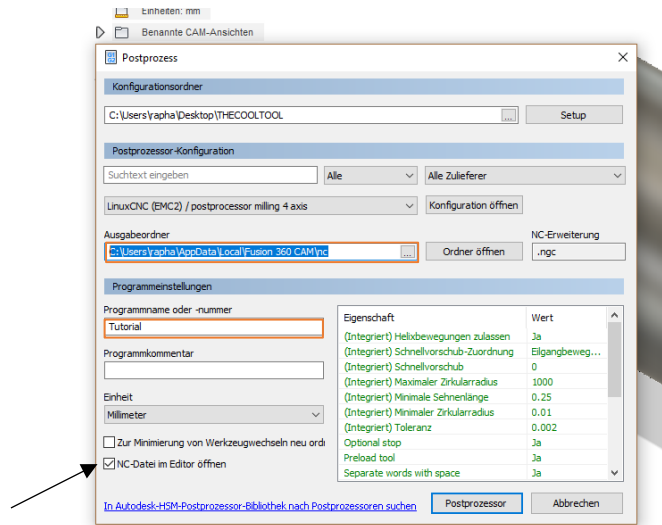 Einheiten: mm
Benannte CAM-Ansichten
Postprozess
Konfigurationsordner
C:\Users\rapha\Desktop\THECOOLTOOL ... Setup
Postprozessor-Konfiguration
Suchtext eingeben Alle Alle Zulieferer
LinuxCNC (EMC2) / postprocessor milling 4 axis Konfiguration öffnen
Ausgabeordner NC-Erweiterung
C:\Users\rapha\AppData\Local\Fusion 360 CAM\nc ... Ordner öffnen .ngc
Programmeinstellungen
Programmname oder -nummer
Tutorial
Programmkommentar
Einheit
Millimeter
Zur Minimierung von Werkzeugwechseln neu ordr
NC-Datei im Editor öffnen
Eigenschaft Wert
(Integriert) Helixbewegungen zulassen Ja
(Integriert) Schnellvorschub-Zuordnung Eilgangbeweg...
(Integriert) Schnellvorschub 0
(Integriert) Maximaler Zirkularradius 1000
(Integriert) Minimale Sehnenlänge 0.25
(Integriert) Minimaler Zirkularradius 0.01
(Integriert) Toleranz 0.002
Optional stop Ja
Preload tool Ja
Separate words with space Ja
In Autodesk-HSM-Postprozessor-Bibliothek nach Postprozessoren suchen Postprozessor Abbrechen